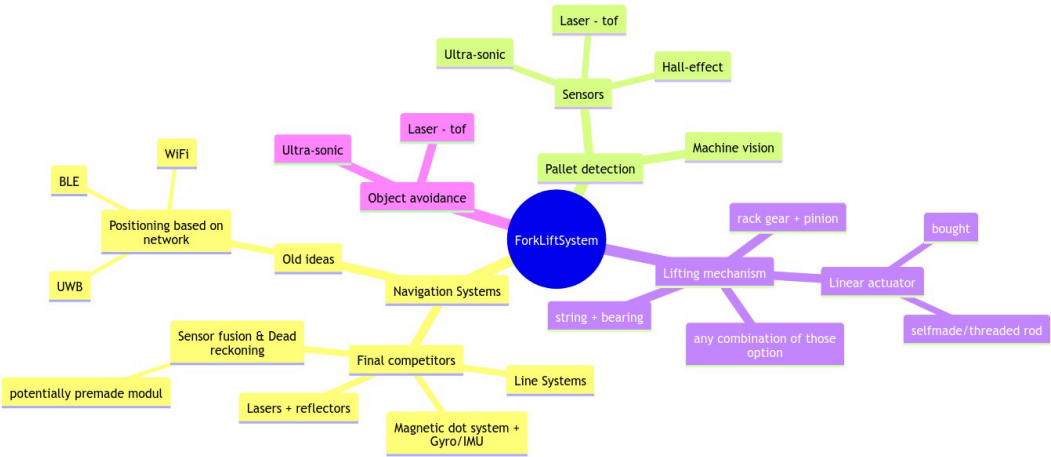 Laser - tof
Ultra-sonic
Hall-effect
Sensors
Laser - tof
Machine vision
Ultra-sonic
WiFi
Pallet detection
BLE
Object avoidance
rack gear + pinion
Positioning based on
network
bought
ForkLiftSystem
Old ideas
Lifting mechanism
Linear actuator
UWB
Navigation Systems
string + bearing
selfmade/threaded rod
Sensor fusion & Dead
reckoning
any combination of those
option
Final competitors
Line Systems
potentially premade modul
Lasers + reflectors
Magnetic dot system +
Gyro/IMU